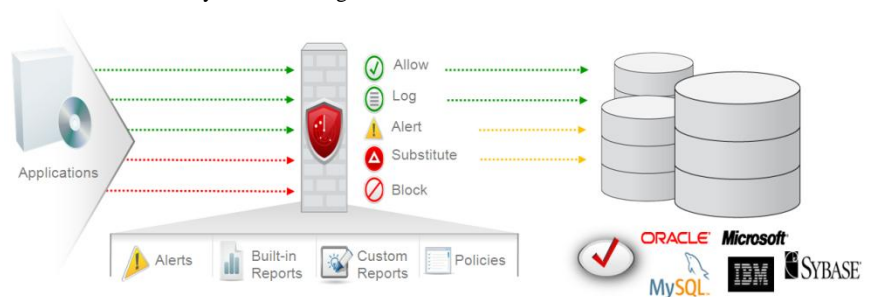 Applications
Allow
Log
Alert
Substitute
Block
Alerts
Built-in
Reports
Custom
Reports
Policies
ORACLE
Microsoft
MySQL
IBM
SYBASE